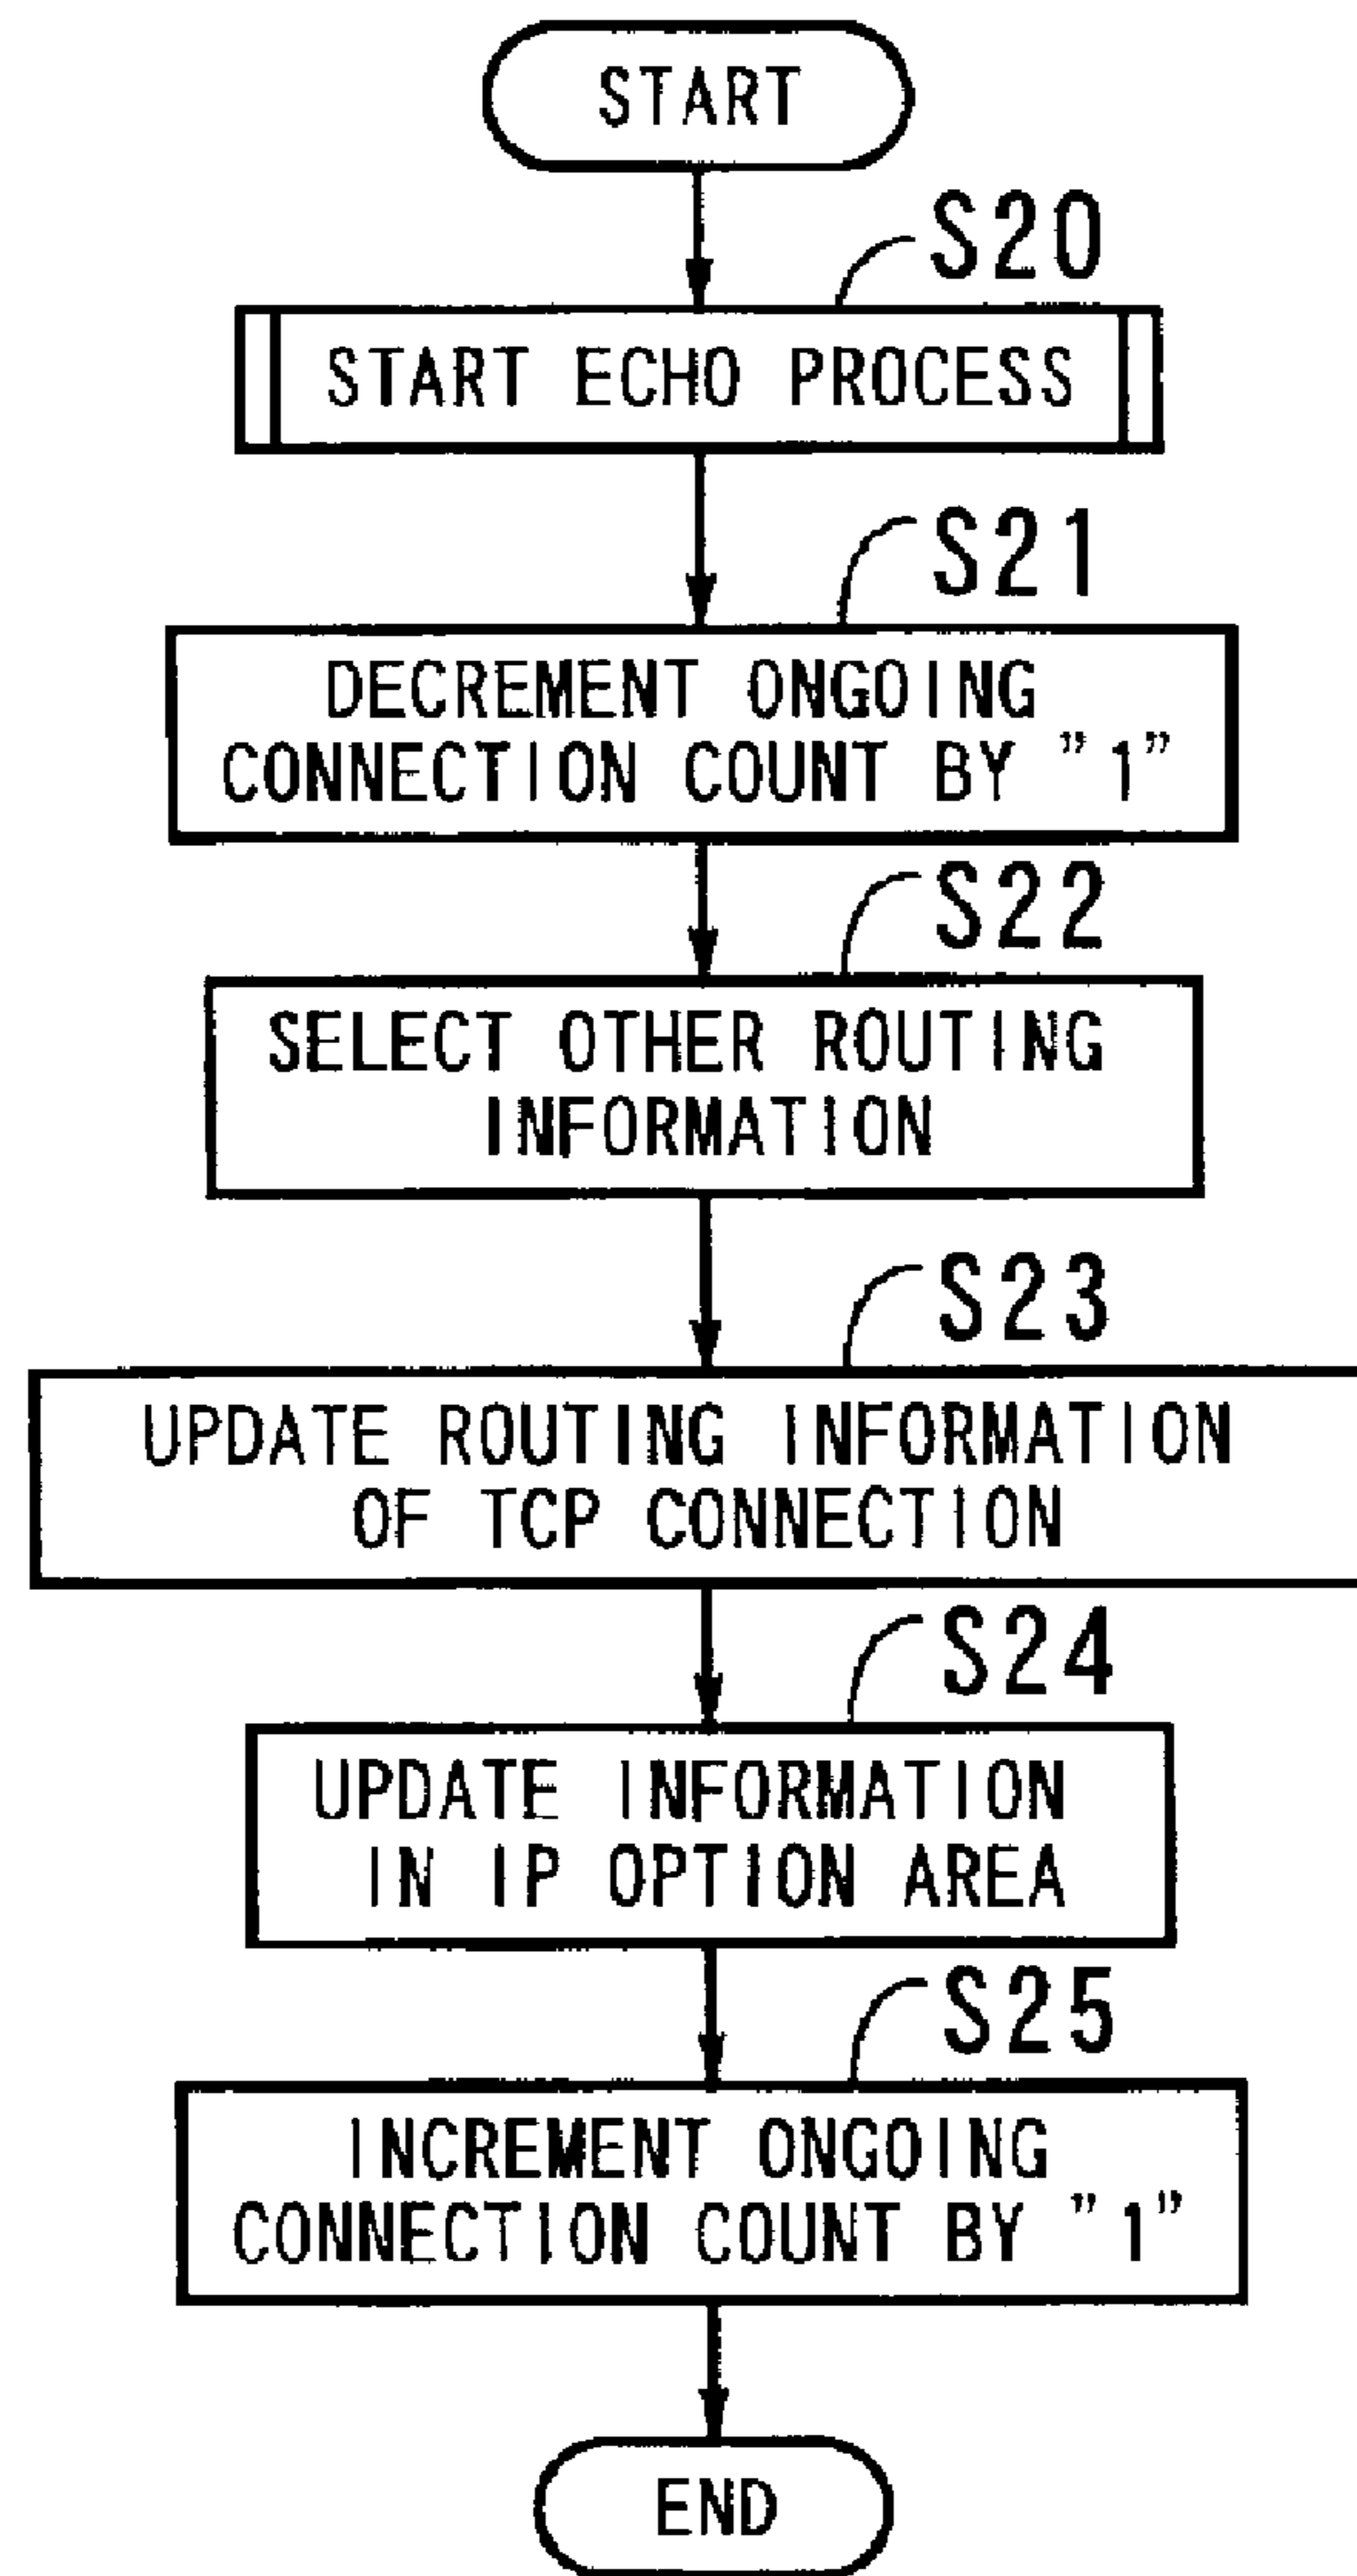 START
S20
START ECHO PROCESS
S21
DECREMENT ONGOING
CONNECTION COUNT BY ”1”
S22
SELECT OTHER ROUTING
INFORMATION
S23
UPDATE ROUTING INFORMATION
OF TCP CONNECTION
S24
UPDATE INFORMATION
IN IP OPTION AREA
S25
INCREMENT ONGOING
CONNECTION COUNT BY ”1”
END